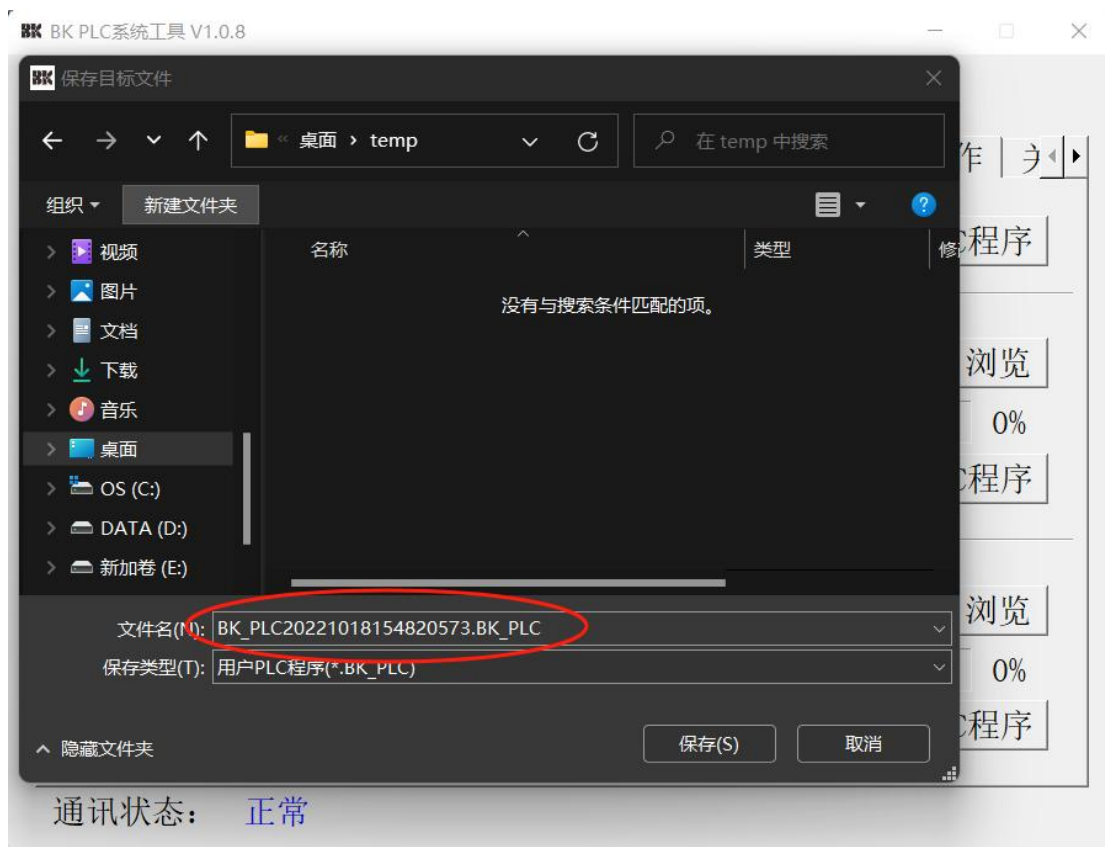 BK BK PLC系统工具 V1.0.8
BK 保存目标文件
« 桌面 › temp
在 temp 中搜索
作
组织
新建文件夹
名称
类型
程序
视频
没有与搜索条件匹配的项。
图片
文档
浏览
下载
音乐
0%
桌面
OS (C:)
程序
DATA (D:)
新加卷 (E:)
浏览
文件名(N): BK_PLC20221018154820573.BK_PLC
保存类型(T): 用户PLC程序(*.BK_PLC)
0%
程序
隐藏文件夹
保存(S)
取消
通讯状态： 正常